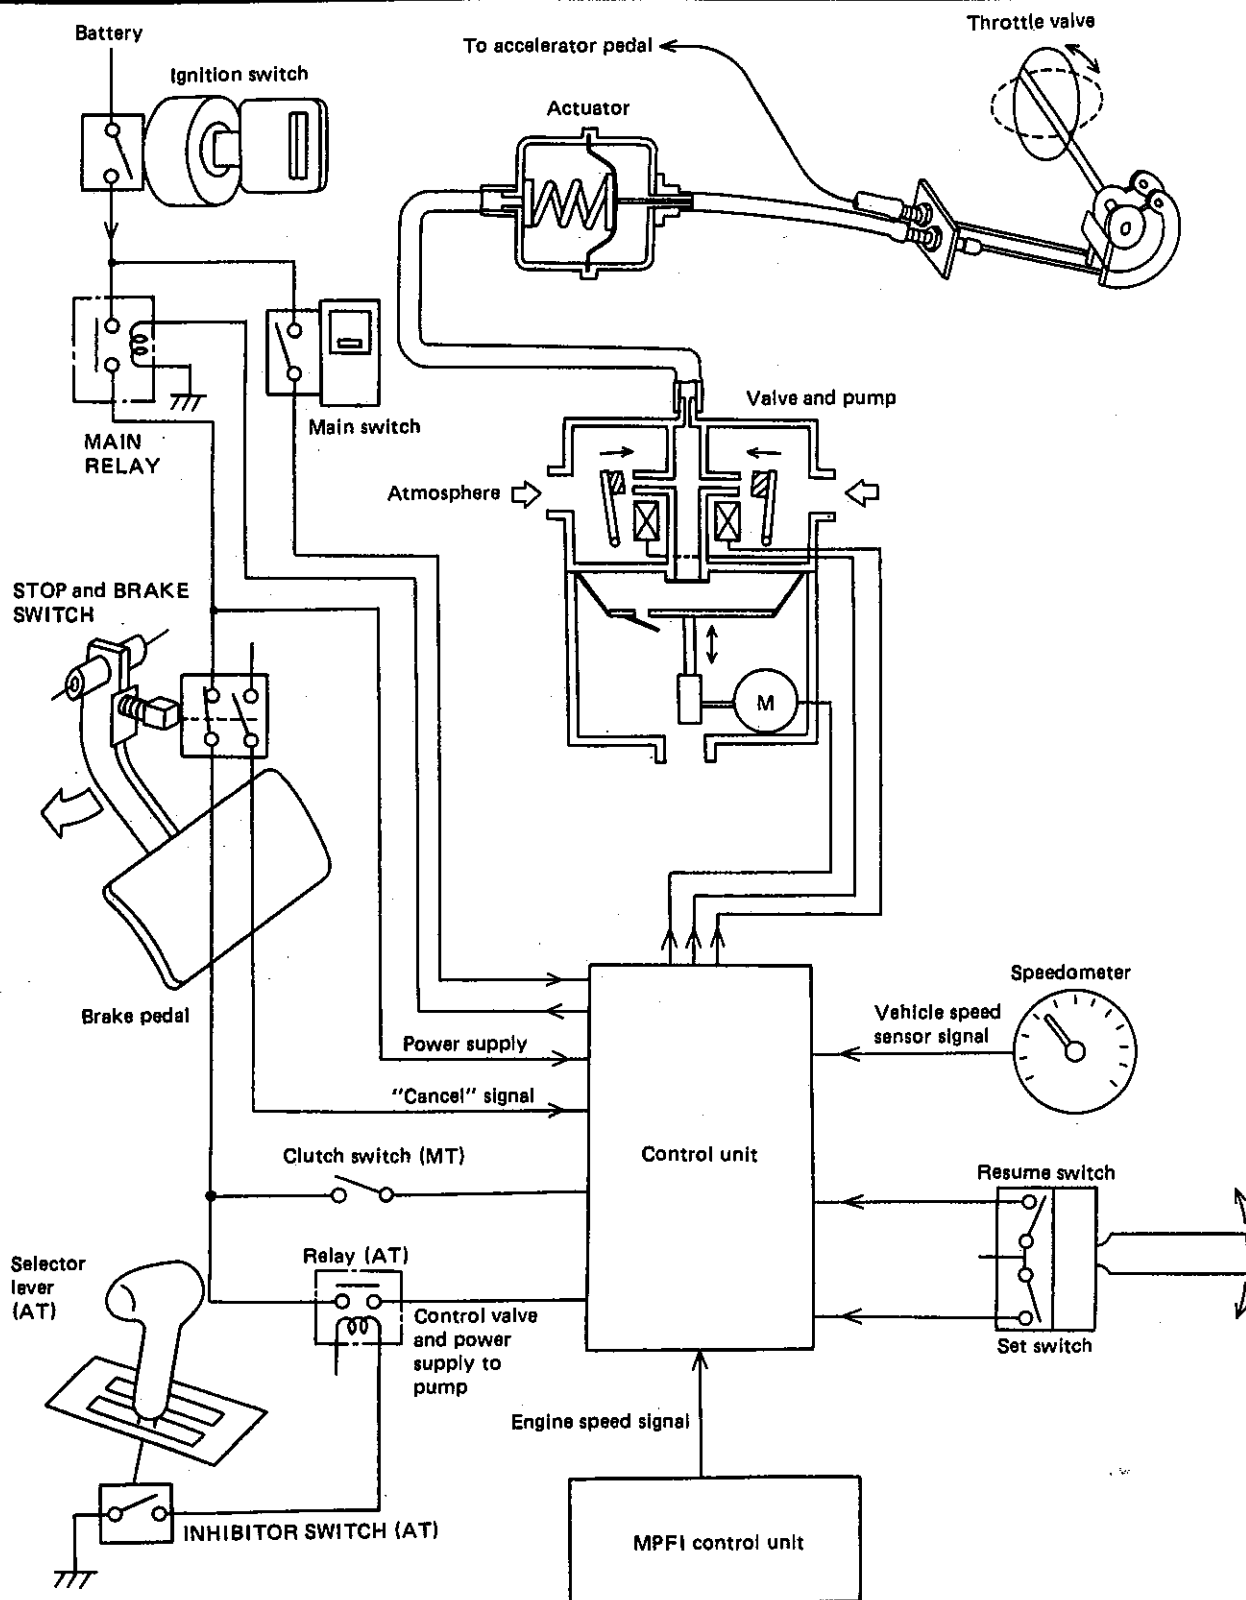 Battery
To accelerator pedal
Throttle valve
Ignition switch
Actuator
MAIN
RELAY
Main switch
Valve and pump
Atmosphere
STOP and BRAKE
SWITCH
M
Brake pedal
Speedometer
Vehicle speed
sensor signal
Power supply
"Cancel" signal
Clutch switch (MT)
Control unit
Resume switch
Relay (AT)
Selector
lever
(AT)
Control valve
and power
supply to
pump
Set switch
Engine speed signal
INHIBITOR SWITCH (AT)
MPFI control unit